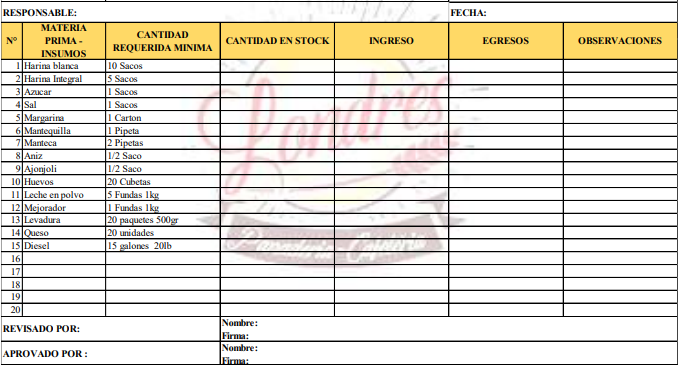 RESPONSABLE: FECHA:
N° MATERIA PRIMA - INSUMOS CANTIDAD REQUERIDA MINIMA CANTIDAD EN STOCK INGRESO EGRESOS OBSERVACIONES
1 Harina blanca 10 Sacos
2 Harina Integral 5 Sacos
3 Azucar 1 Sacos
4 Sal 1 Sacos
5 Margarina 1 Carton
6 Mantequilla 1 Pipeta
7 Manteca 2 Pipetas
8 Aniz 1/2 Saco
9 Ajonjoli 1/2 Saco
10 Huevos 20 Cubetas
11 Leche en polvo 5 Fundas 1kg
12 Mejorador 1 Fundas 1kg
13 Levadura 20 paquetes 500gr
14 Queso 20 unidades
15 Diesel 15 galones 20lb
16
17
18
19
20
REVISADO POR: Nombre:
Firma:
APROVADO POR : Nombre:
Firma:
Londres
Panadería - Cafetería